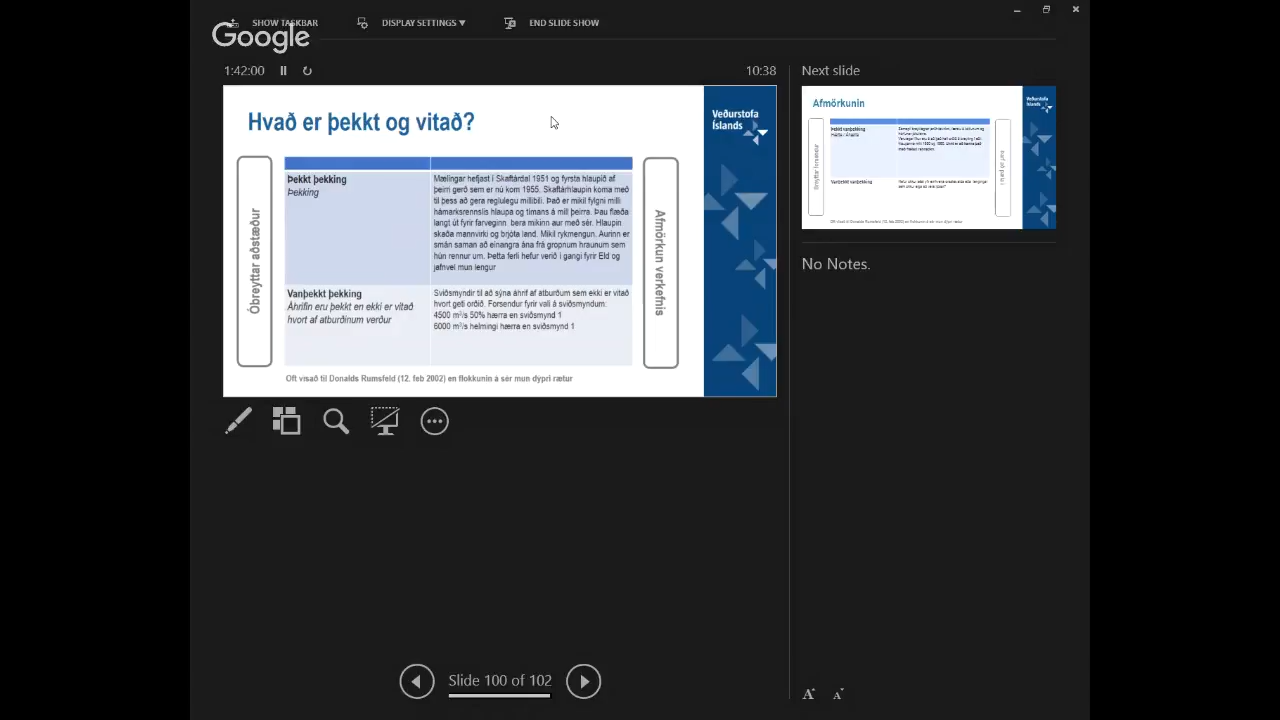 SHOW TASKBAR
DISPLAY SETTINGS ▼
END SLIDE SHOW
Google
1:42:00
10:38
Next slide
Hvað er þekkt og vitað?
Veðurstofa
Íslands
Óbreyttar aðstæður
Þekkt þekking
Þekking
Mælingar hefjast í Skaftárdal 1951 og fyrsta hlaupið af
þeirri gerð sem er nú kom 1955. Skaftárhlaupin koma með
til þess að gera reglulegu millibili. Það er mikil fylgni milli
hámarksrennslis hlaupa og tímans á mill þeirra. Þau flæða
langt út fyrir farveginn bera mikinn aur með sér. Hlaupin
skaða mannvirki og brjóta land. Mikil rykmengun. Aurinn er
smán saman að einangra ána frá gropnum hraunum sem
hún rennur um. Þetta ferli hefur verið í gangi fyrir Eld og
jafnvel mun lengur
Vanþekkt þekking
Áhrifin eru þekkt en ekki er vitað
hvort af atburðinum verður
Sviðsmyndir til að sýna áhrif af atburðum sem ekki er vitað
hvort geti orðið. Forsendur fyrir vali á sviðsmyndum:
4500 m³/s 50% hærra en sviðsmynd 1
6000 m³/s helmingi hærra en sviðsmynd 1
Afmörkun verkefnis
Oft vísað til Donalds Rumsfeld (12. feb 2002) en flokkunin á sér mun dýpri rætur
Afmörkunin
Veðurstofa
Íslands
Þekkt vanþekking
Vanþekkt vanþekking
No Notes.
Slide 100 of 102